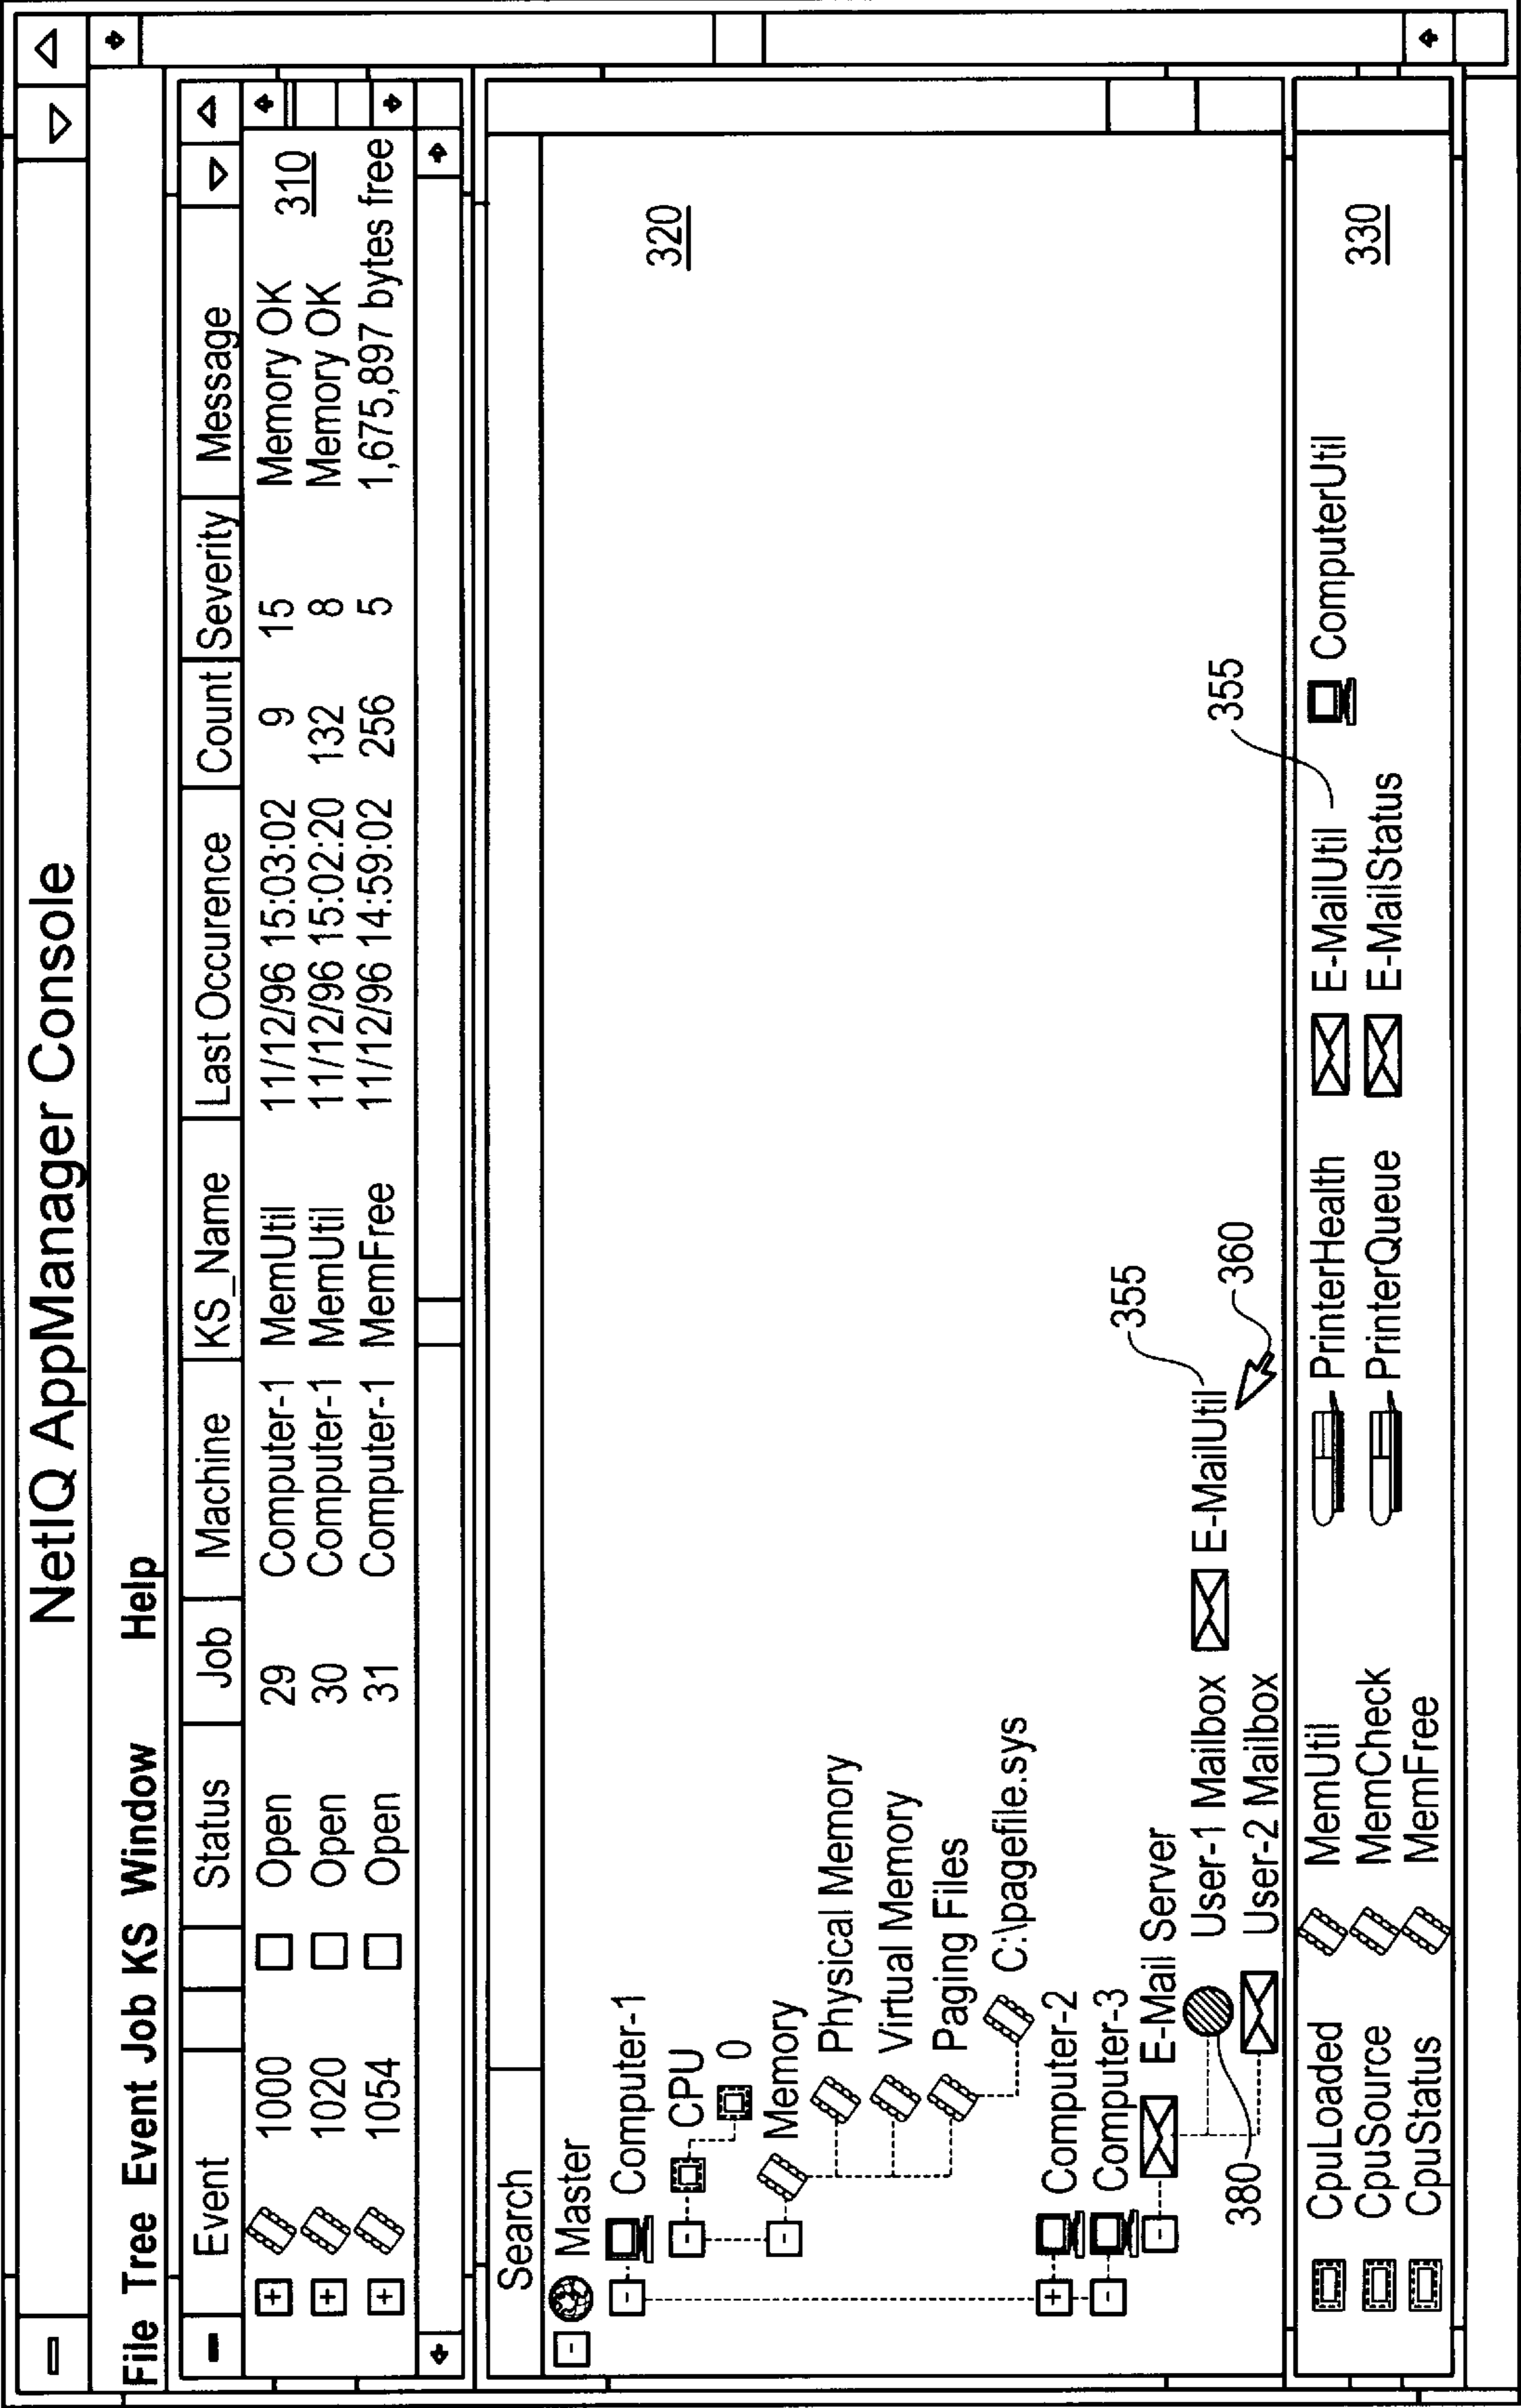 NetIQ AppManager Console
File Tree Event Job KS Window Help
Event Status Job Machine KS_Name Last Occurence Count Severity Message
+ 1000 Open 29 Computer-1 MemUtil 11/12/96 15:03:02 9 15 Memory OK
+ 1020 Open 30 Computer-1 MemUtil 11/12/96 15:02:20 132 8 Memory OK
+ 1054 Open 31 Computer-1 MemFree 11/12/96 14:59:02 256 5 1,675,897 bytes free
310
Search
- Master
320
- Computer-1
- CPU
0
- Memory
Physical Memory
Virtual Memory
Paging Files
C:\pagefile.sys
+ Computer-2
- Computer-3
- E-Mail Server
355
User-1 Mailbox E-MailUtil
355
380 User-2 Mailbox
360
CpuLoaded MemUtil PrinterHealth E-MailUtil ComputerUtil
CpuSource MemCheck PrinterQueue E-MailStatus
CpuStatus MemFree
330